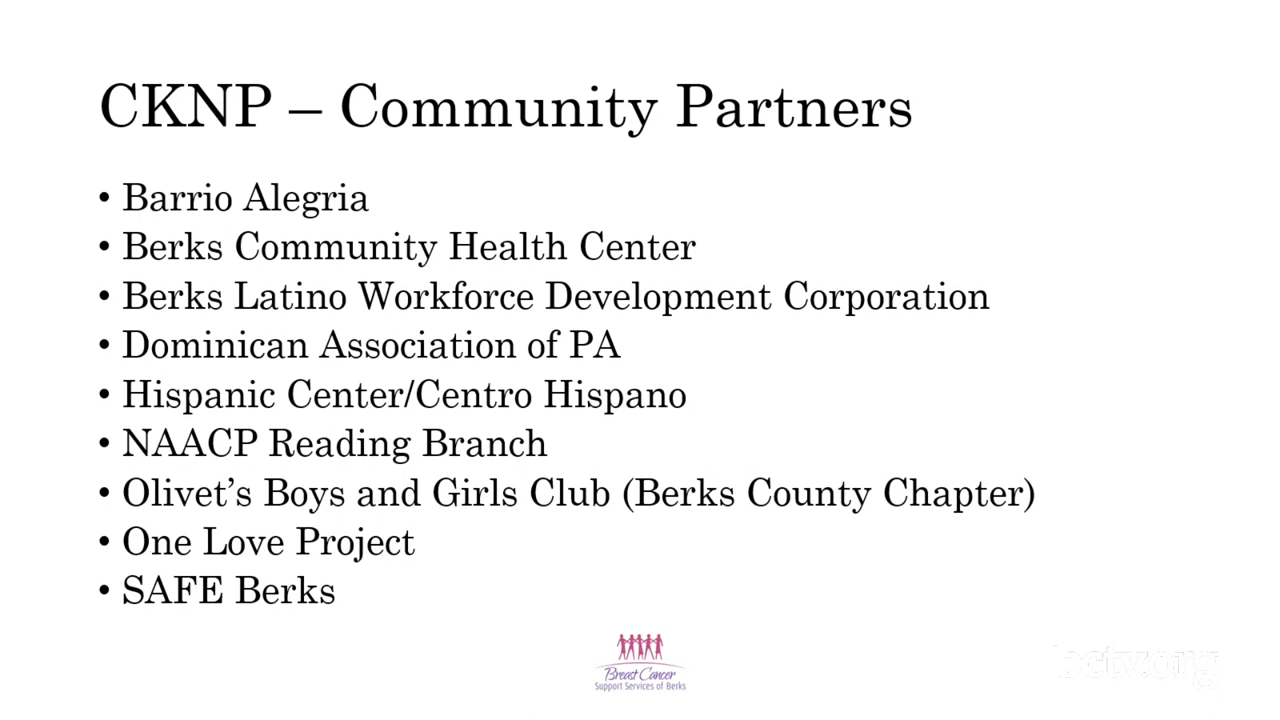 CKNP – Community Partners
• Barrio Alegria
• Berks Community Health Center
• Berks Latino Workforce Development Corporation
• Dominican Association of PA
• Hispanic Center/Centro Hispano
• NAACP Reading Branch
• Olivet’s Boys and Girls Club (Berks County Chapter)
• One Love Project
• SAFE Berks
Breast Cancer
Support Services of Berks
bctv.org